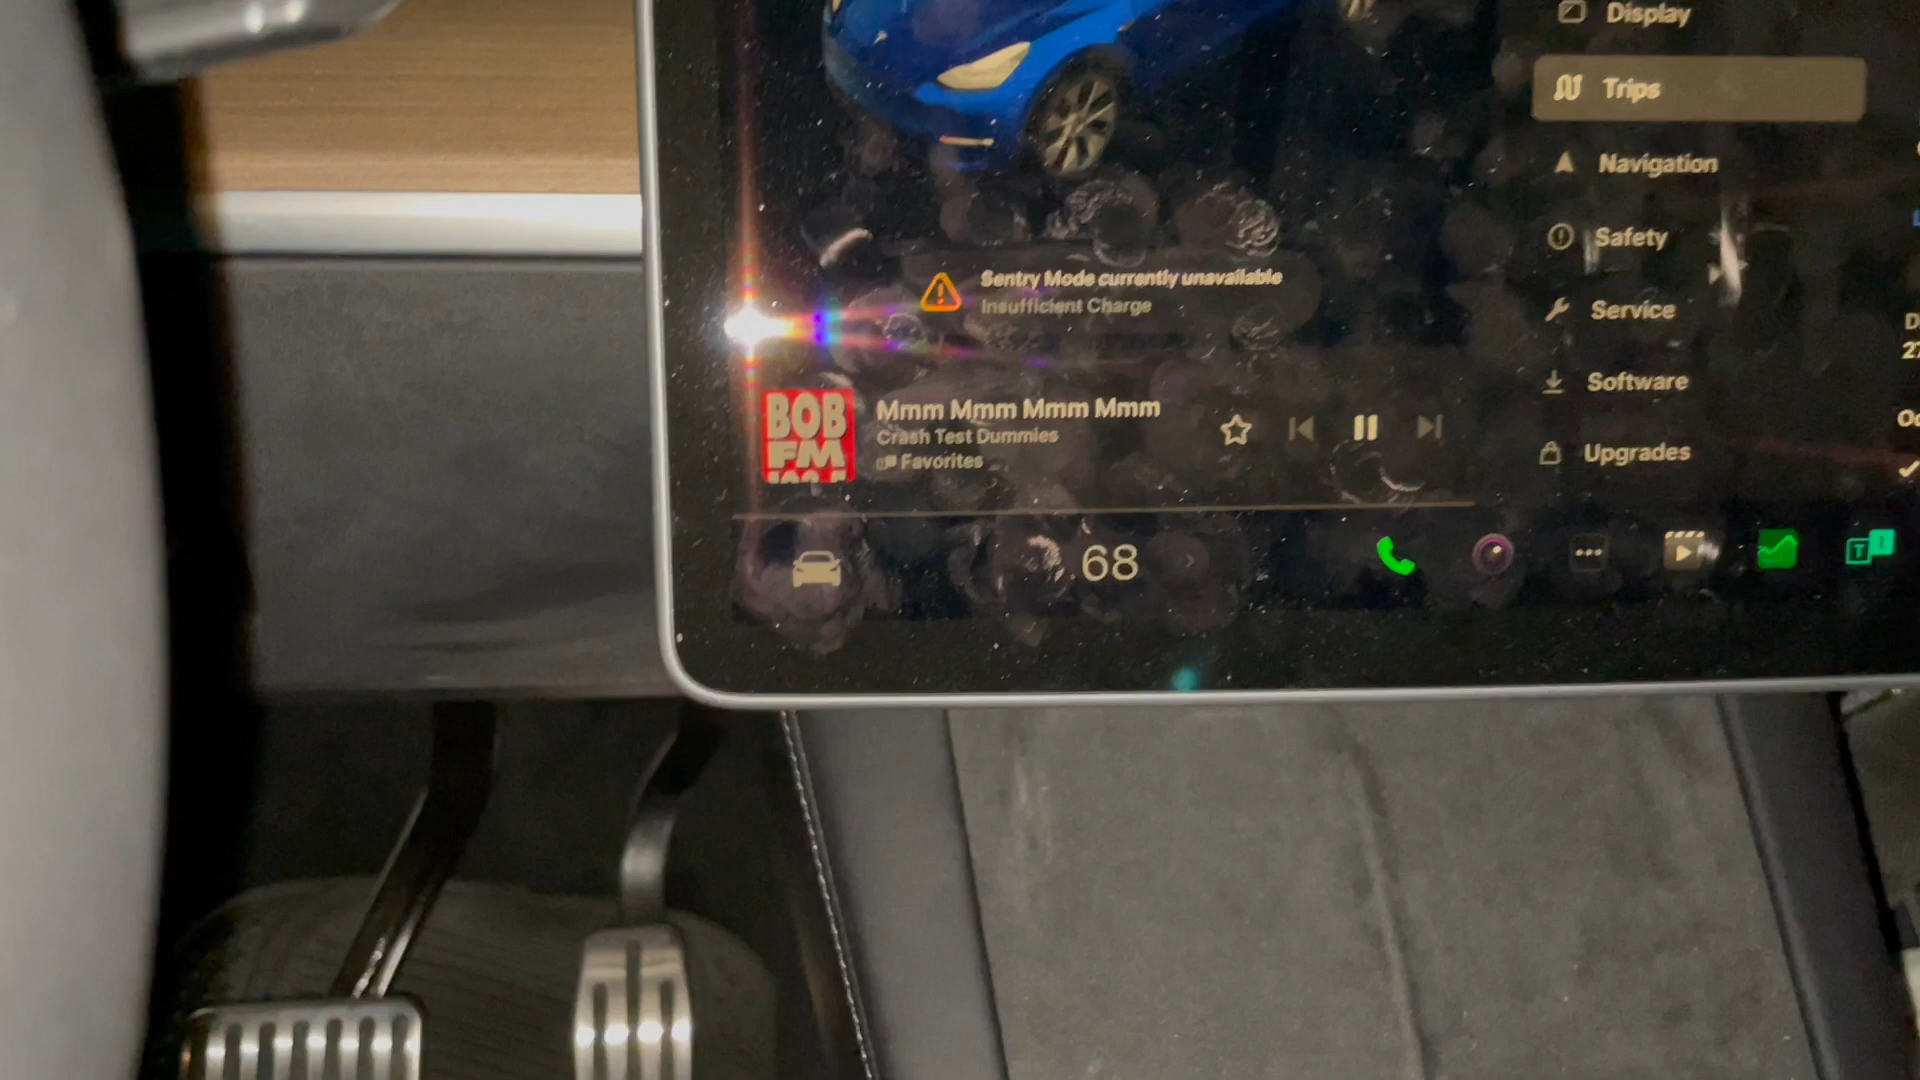 Display
Trips
Navigation
Safety
Sentry Mode currently unavailable
Insufficient Charge
Service
Software
Upgrades
BOB
FM
Mmm Mmm Mmm Mmm
Crash Test Dummies
Favorites
68
T